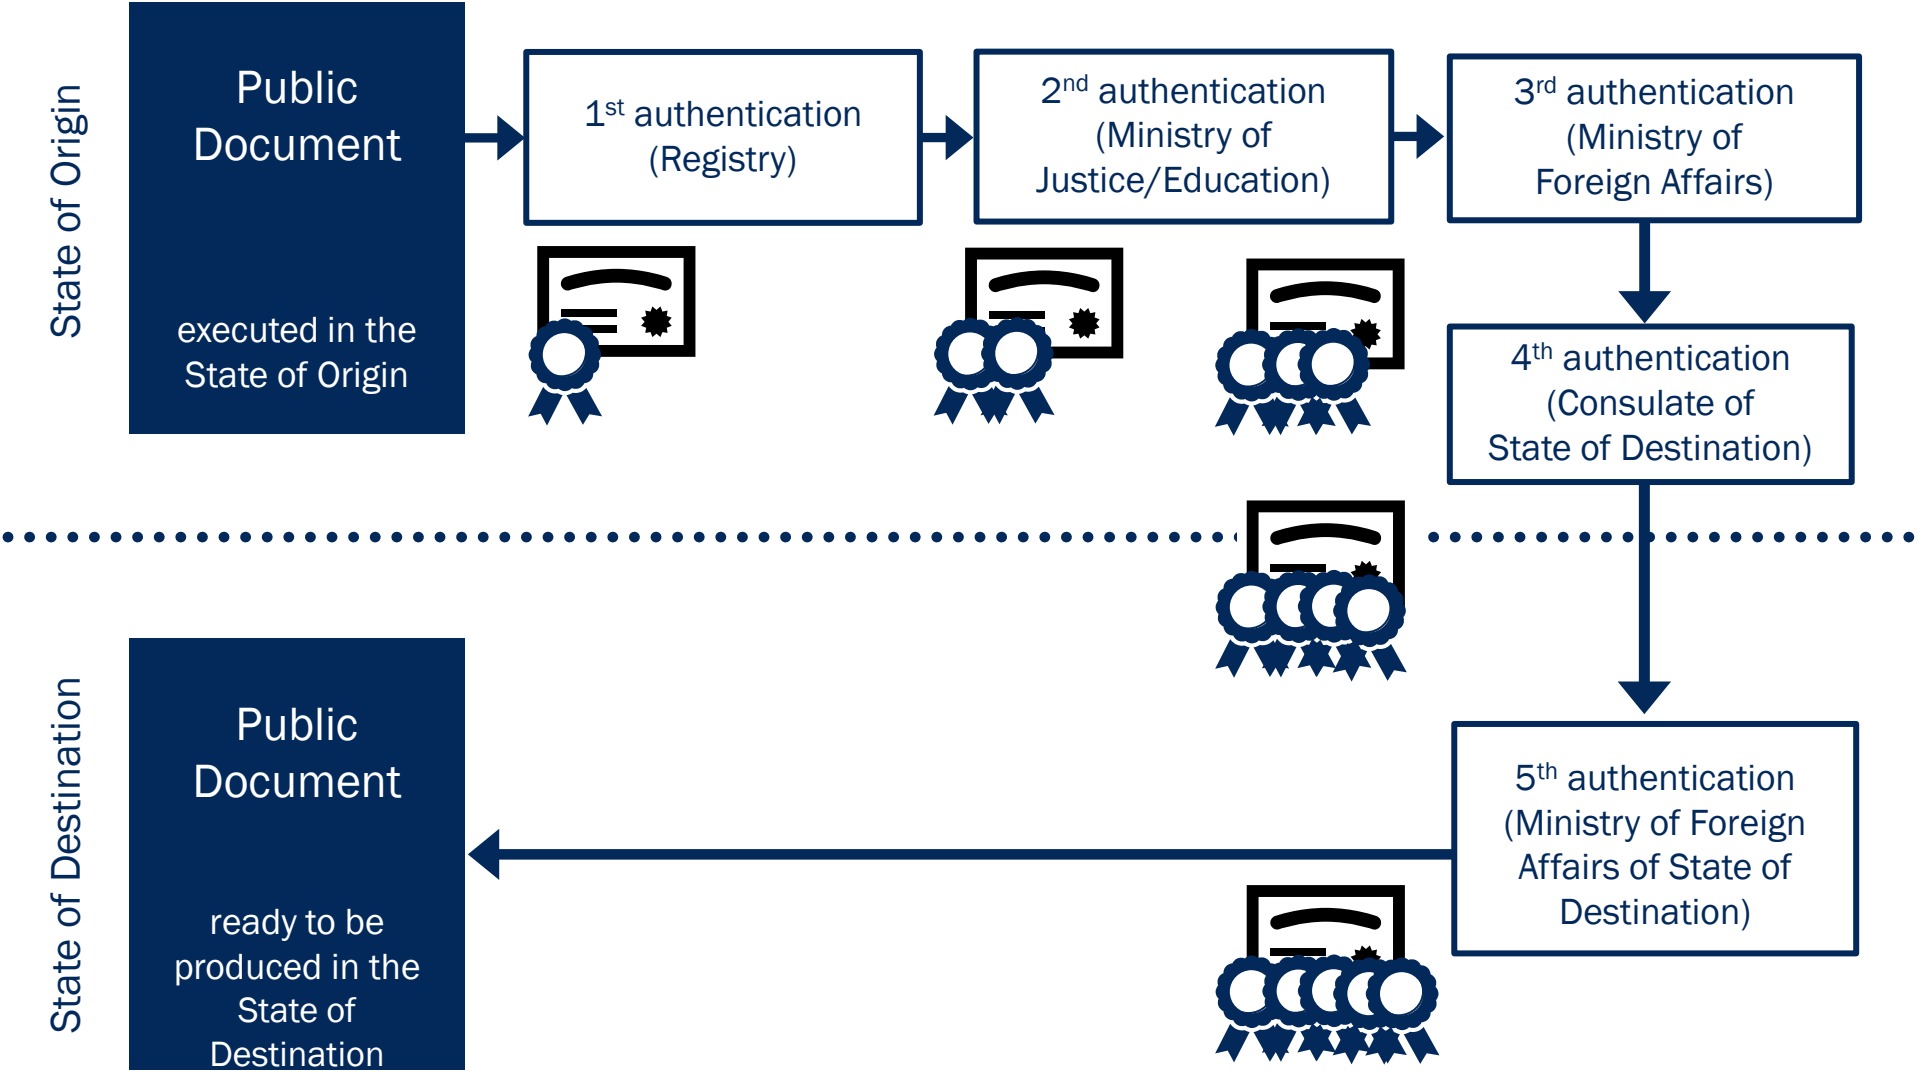 State of Origin
Public
Document
executed in the
State of Origin
1st authentication
(Registry)
2nd authentication
(Ministry of
Justice/Education)
3rd authentication
(Ministry of
Foreign Affairs)
4th authentication
(Consulate of
State of Destination)
State of Destination
Public
Document
ready to be
produced in the
State of
Destination
5th authentication
(Ministry of Foreign
Affairs of State of
Destination)